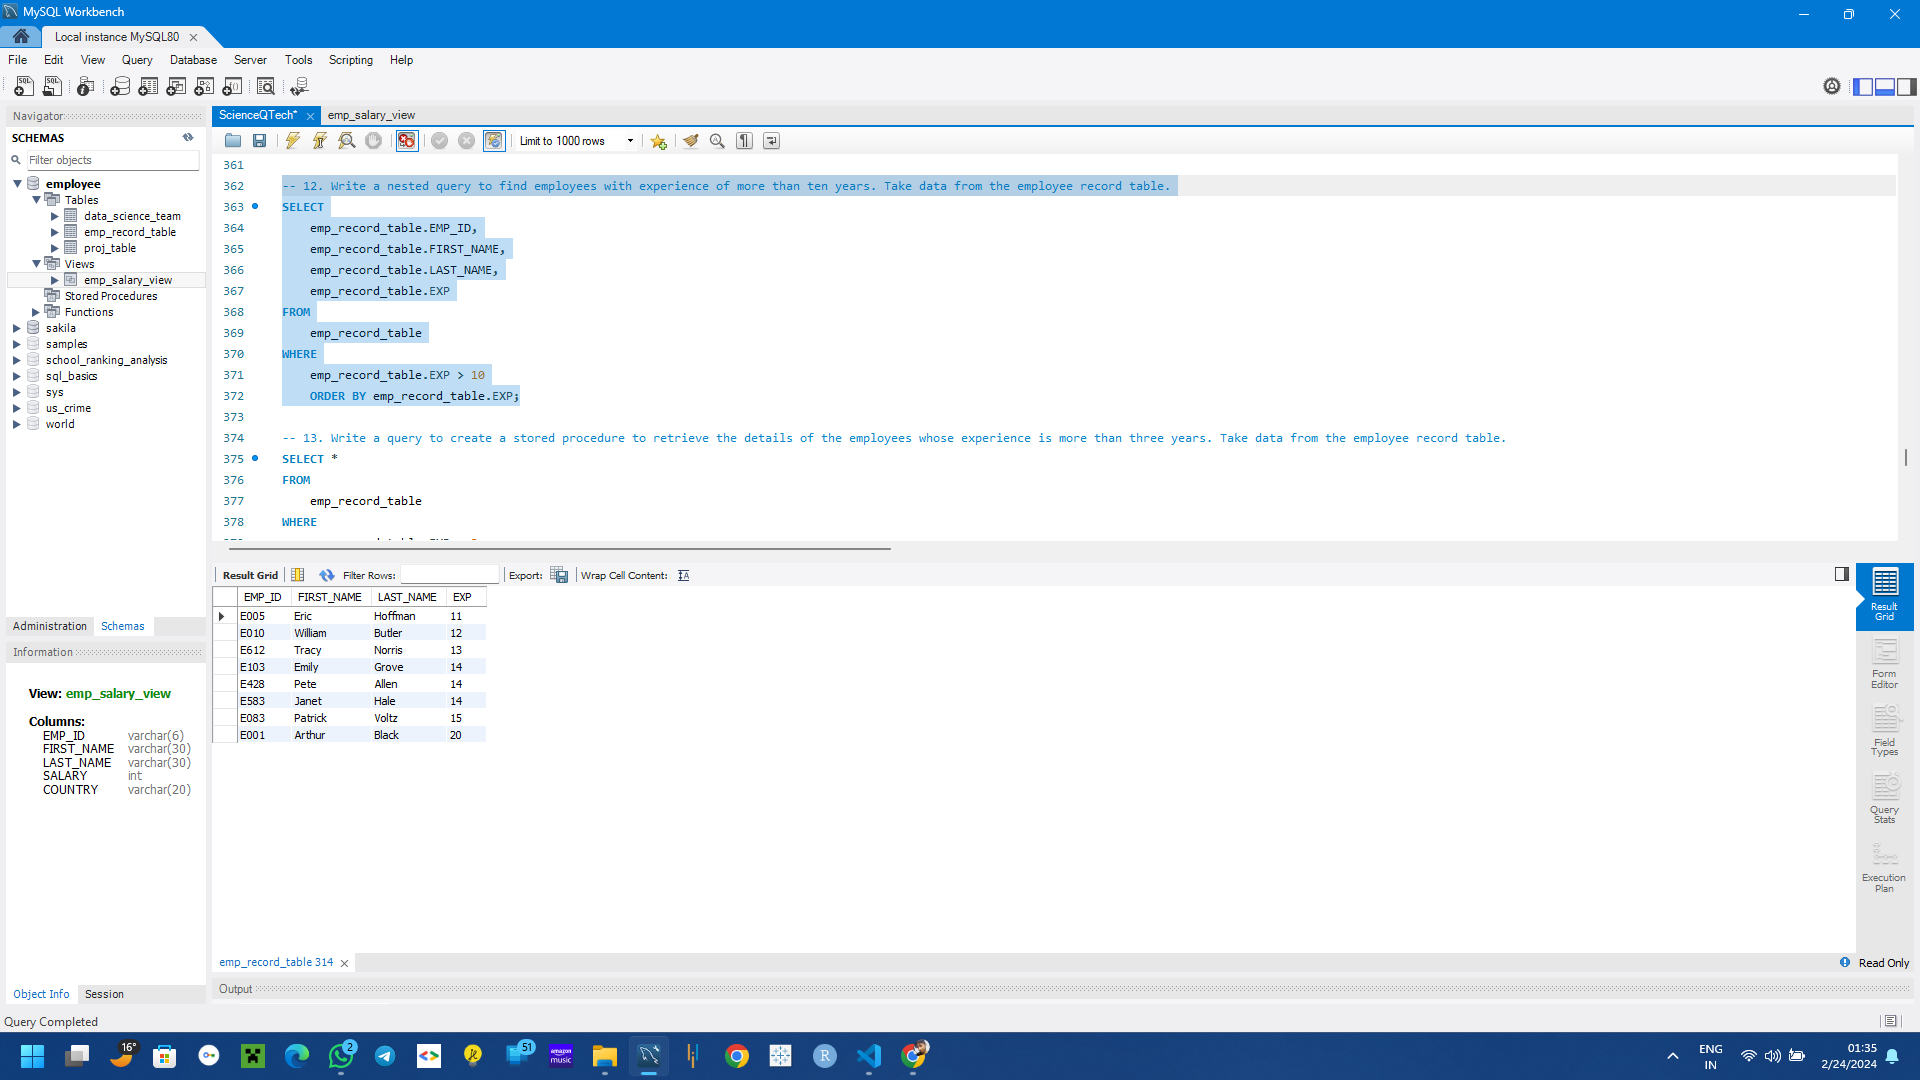 MySQL Workbench
Local instance MySQL80
File Edit View Query Database Server Tools Scripting Help
Navigator
SCHEMAS
Filter objects
employee
Tables
data_science_team
emp_record_table
proj_table
Views
emp_salary_view
Stored Procedures
Functions
sakila
samples
school_ranking_analysis
sql_basics
sys
us_crime
world
Administration Schemas
Information
View: emp_salary_view
Columns:
EMP_ID varchar(6)
FIRST_NAME varchar(30)
LAST_NAME varchar(30)
SALARY int
COUNTRY varchar(20)
Object Info Session
ScienceQTech* emp_salary_view
Limit to 1000 rows
361
362 -- 12. Write a nested query to find employees with experience of more than ten years. Take data from the employee record table.
363 SELECT
364 emp_record_table.EMP_ID,
365 emp_record_table.FIRST_NAME,
366 emp_record_table.LAST_NAME,
367 emp_record_table.EXP
368 FROM
369 emp_record_table
370 WHERE
371 emp_record_table.EXP > 10
372 ORDER BY emp_record_table.EXP;
373
374 -- 13. Write a query to create a stored procedure to retrieve the details of the employees whose experience is more than three years. Take data from the employee record table.
375 SELECT *
376 FROM
377 emp_record_table
378 WHERE
Result Grid Filter Rows: Export: Wrap Cell Content:
EMP_ID FIRST_NAME LAST_NAME EXP
E005 Eric Hoffman 11
E010 William Butler 12
E612 Tracy Norris 13
E103 Emily Grove 14
E428 Pete Allen 14
E583 Janet Hale 14
E083 Patrick Voltz 15
E001 Arthur Black 20
Result
Grid
Form
Editor
Field
Types
Query
Stats
Execution
Plan
emp_record_table 314
Read Only
Output
Query Completed
16°
2
51
amazon
music
R
ENG
IN
01:35
2/24/2024